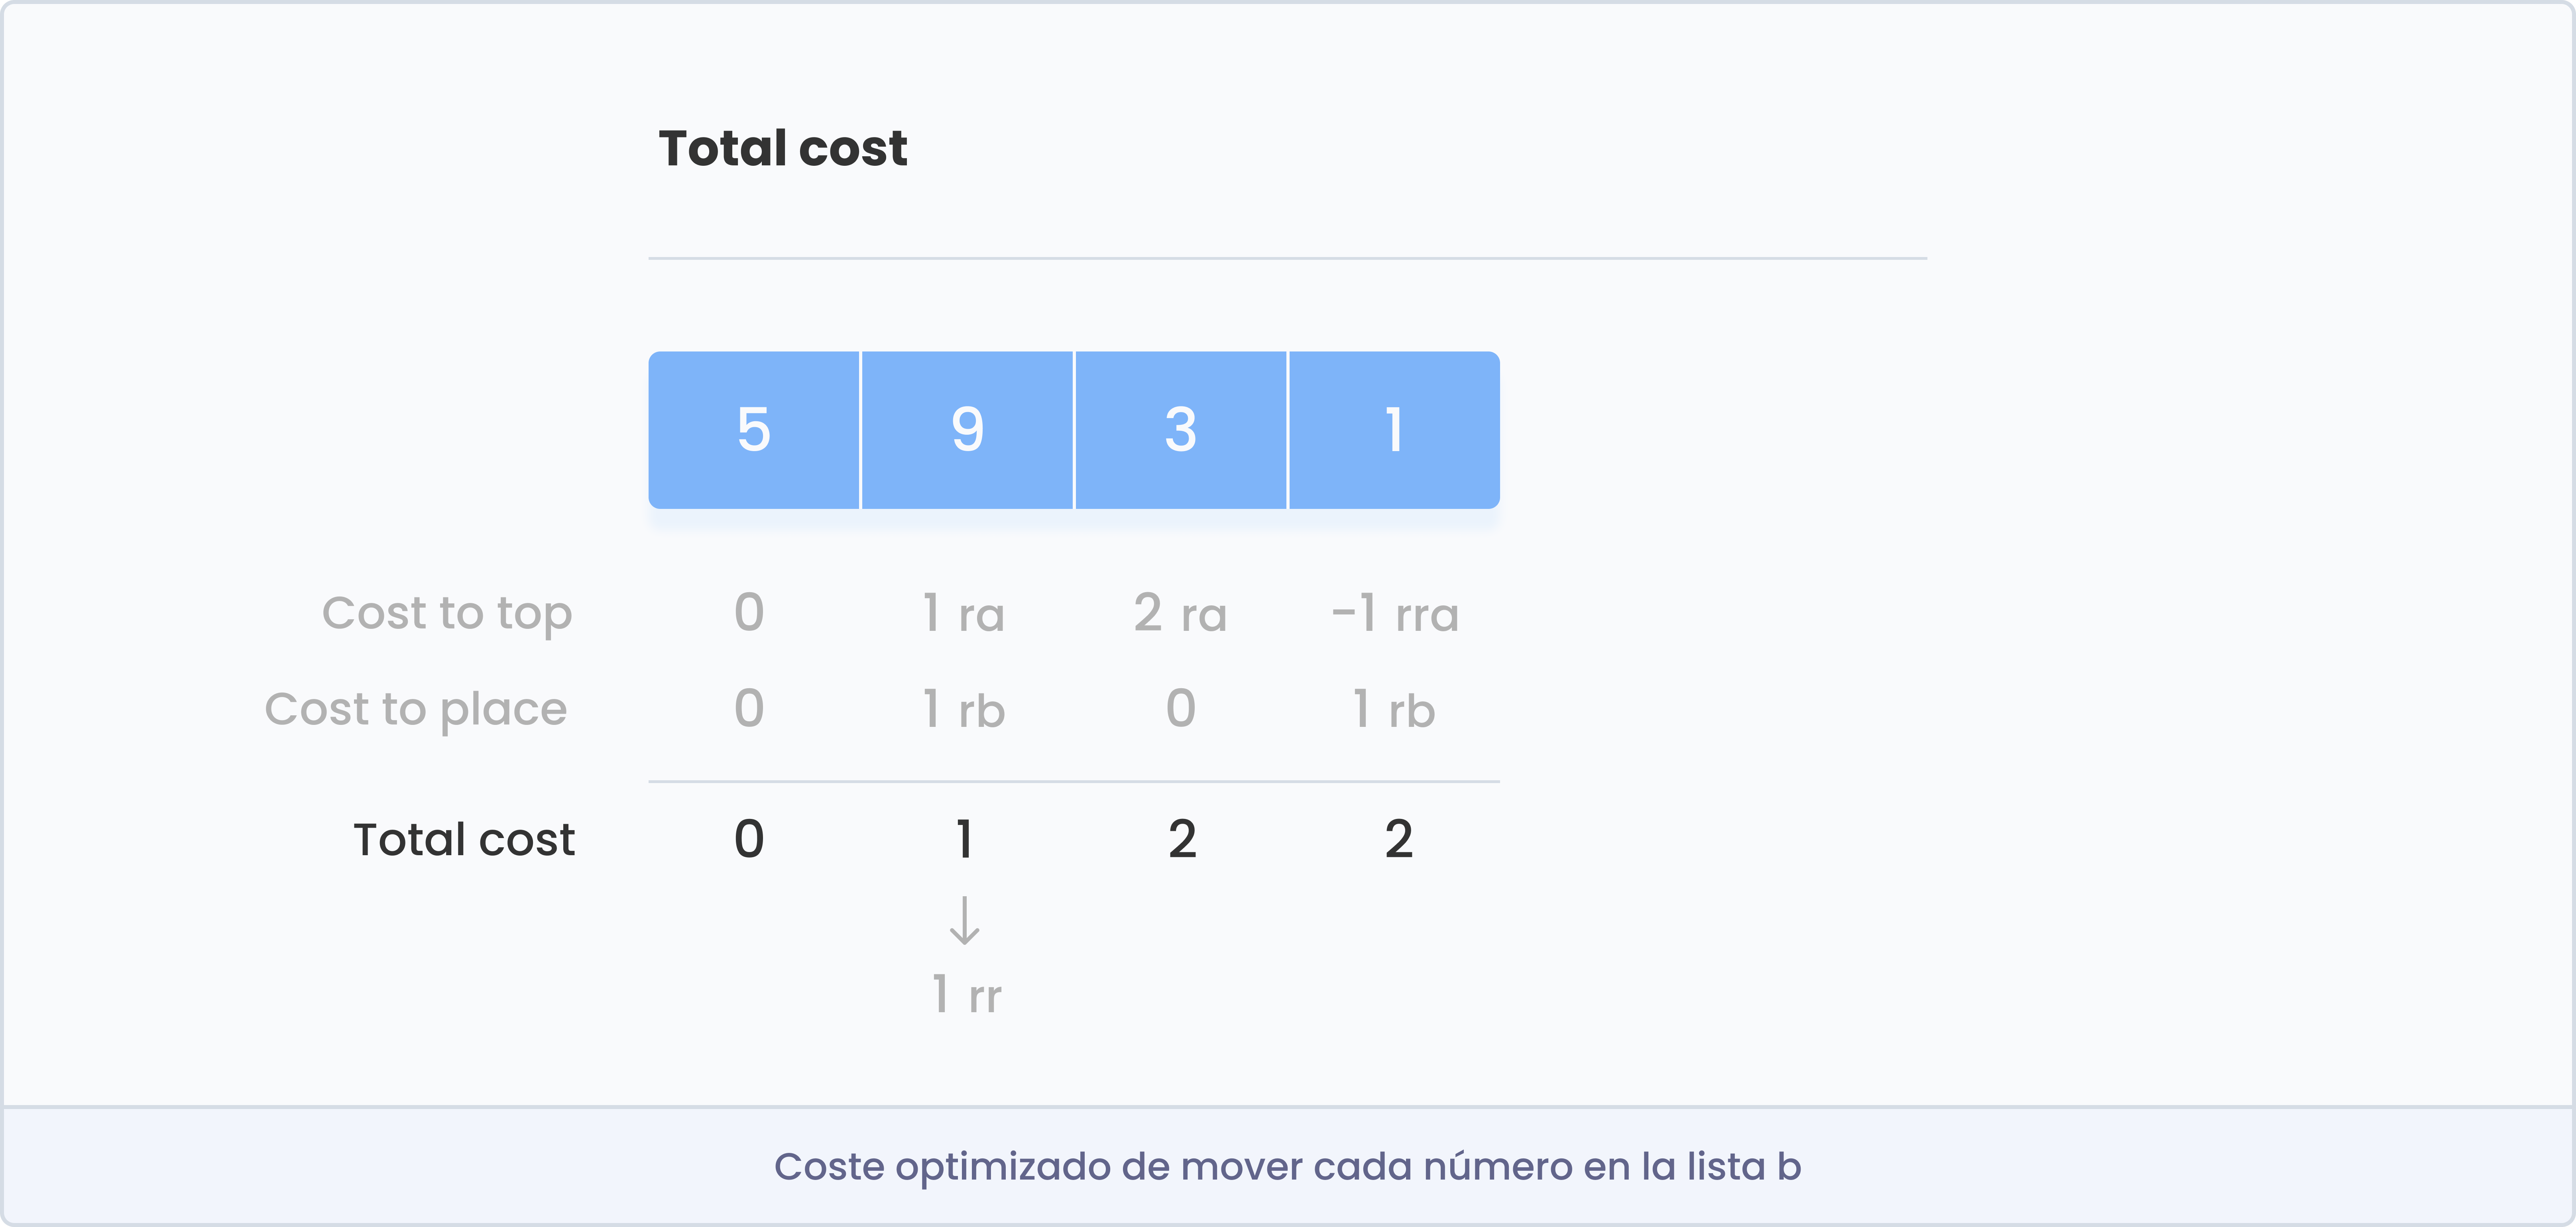 Total cost
5 9 3 1
Cost to top 0 1 ra 2 ra -1 rra
Cost to place 0 1 rb 0 1 rb
Total cost 0 1 2 2
↓
1 rr
Coste optimizado de mover cada número en la lista b